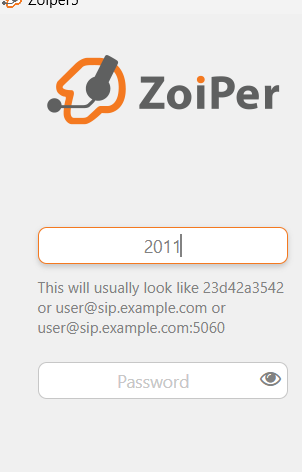 Zoiper5
ZoiPer
2011
This will usually look like 23d42a3542
or user@sip.example.com or
user@sip.example.com:5060
Password